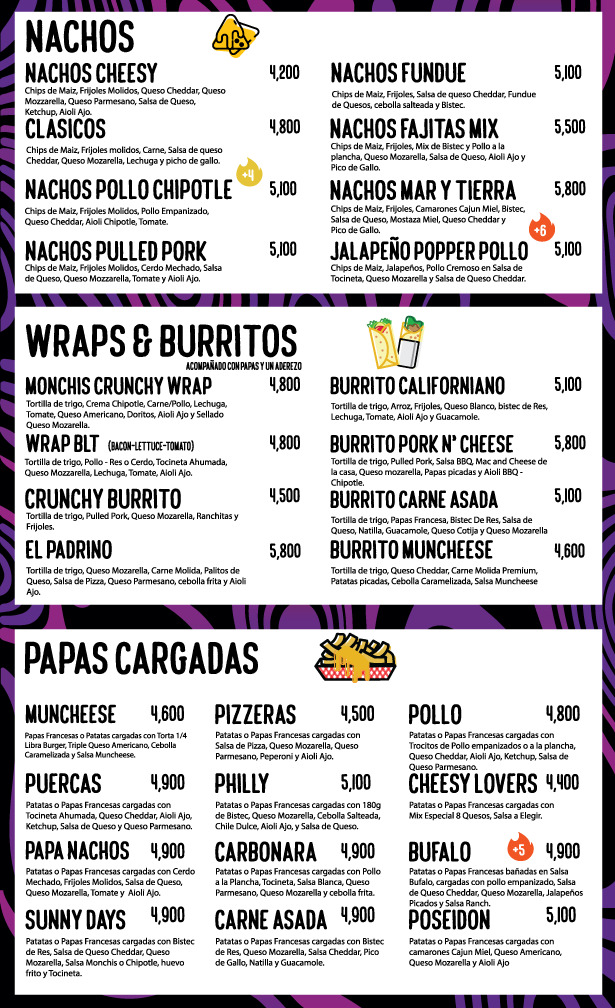 NACHOS
NACHOS CHEESY 4,200
Chips de Maiz, Frijoles Molidos, Queso Cheddar, Queso
Mozzarella, Queso Parmesano, Salsa de Queso,
Ketchup, Aioli Ajo.
CLASICOS 4,800
Chips de Maiz, Frijoles molidos, Carne, Salsa de queso
Cheddar, Queso Mozarella, Lechuga y picho de gallo.
+4
NACHOS POLLO CHIPOTLE 5,100
Chips de Maiz, Frijoles Molidos, Pollo Empanizado,
Queso Cheddar, Aioli Chipotle, Tomate.
NACHOS PULLED PORK 5,100
Chips de Maiz, Frijoles Molidos, Cerdo Mechado, Salsa
de Queso, Queso Mozzarella, Tomate y Aioli Ajo.
NACHOS FUNDUE 5,100
Chips de Maiz, Frijoles, Salsa de queso Cheddar, Fundue
de Quesos, cebolla salteada y Bistec.
NACHOS FAJITAS MIX 5,500
Chips de Maiz, Frijoles, Mix de Bistec y Pollo a la
plancha, Queso Mozarella, Salsa de Queso, Aioli Ajo y
Pico de Gallo.
NACHOS MAR Y TIERRA 5,800
Chips de Maiz, Frijoles, Camarones Cajun Miel, Bistec,
Salsa de Queso, Mostaza Miel, Queso Cheddar y
Pico de Gallo.
+6
JALAPEÑO POPPER POLLO 5,100
Chips de Maiz, Jalapeños, Pollo Cremoso en Salsa de
Tocineta, Queso Mozarella y Salsa de Queso Cheddar.
WRAPS & BURRITOS
ACOMPAÑADO CON PAPAS Y UN ADEREZO
MONCHIS CRUNCHY WRAP 4,800
Tortilla de trigo, Crema Chipotle, Carne/Pollo, Lechuga,
Tomate, Queso Americano, Doritos, Aioli Ajo y Sellado
Queso Mozarella.
WRAP BLT (BACON-LETTUCE-TOMATO) 4,800
Tortilla de trigo, Pollo - Res o Cerdo, Tocineta Ahumada,
Queso Mozzarella, Lechuga, Tomate, Aioli Ajo.
CRUNCHY BURRITO 4,500
Tortilla de trigo, Pulled Pork, Queso Mozarella, Ranchitas y
Frijoles.
EL PADRINO 5,800
Tortilla de trigo, Queso Mozarella, Carne Molida, Palitos de
Queso, Salsa de Pizza, Queso Parmesano, cebolla frita y Aioli
Ajo.
BURRITO CALIFORNIANO 5,100
Tortilla de trigo, Arroz, Frijoles, Queso Blanco, bistec de Res,
Lechuga, Tomate, Aioli Ajo y Guacamole.
BURRITO PORK N' CHEESE 5,800
Tortilla de trigo, Pulled Pork, Salsa BBQ, Mac and Cheese de
la casa, Queso mozarella, Papas picadas y Aioli BBQ -
Chipotle.
BURRITO CARNE ASADA 5,100
Tortilla de trigo, Papas Francesa, Bistec De Res, Salsa de
Queso, Natilla, Guacamole, Queso Cotija y Queso Mozarella
BURRITO MUNCHEESE 4,600
Tortilla de trigo, Queso Cheddar, Carne Molida Premium,
Patatas picadas, Cebolla Caramelizada, Salsa Muncheese
PAPAS CARGADAS
MUNCHEESE 4,600
Papas Francesas o Patatas cargadas con Torta 1/4
Libra Burger, Triple Queso Americano, Cebolla
Caramelizada y Salsa Muncheese.
PIZZERAS 4,500
Patatas o Papas Francesas cargadas con
Salsa de Pizza, Queso Mozarella, Queso
Parmesano, Peperoni y Aioli Ajo.
POLLO 4,800
Patatas o Papas Francesas cargadas con
Trocitos de Pollo empanizados o a la plancha,
Queso Cheddar, Aioli Ajo, Ketchup, Salsa de
Queso Parmesano.
PUERCAS 4,900
Patatas o Papas Francesas cargadas con
Tocineta Ahumada, Queso Cheddar, Aioli Ajo,
Ketchup, Salsa de Queso y Queso Parmesano.
PHILLY 5,100
Patatas o Papas Francesas cargadas con 180g
de Bistec, Queso Mozarella, Cebolla Salteada,
Chile Dulce, Aioli Ajo, y Salsa de Queso.
CHEESY LOVERS 4,400
Patatas o Papas Francesas cargadas con
Mix Especial 8 Quesos, Salsa a Elegir.
PAPA NACHOS 4,900
Patatas o Papas Francesas cargadas con Cerdo
Mechado, Frijoles Molidos, Salsa de Queso,
Queso Mozarella, Tomate y Aioli Ajo.
CARBONARA 4,900
Patatas o Papas Francesas cargadas con Pollo
a la Plancha, Tocineta, Salsa Blanca, Queso
Parmesano, Queso Mozarella y cebolla frita.
BUFALO +5 4,900
Patatas o Papas Francesas bañadas en Salsa
Bufalo, cargadas con pollo empanizado, Salsa
de Queso Cheddar, Queso Mozarella, Jalapeños
Picados y Salsa Ranch.
SUNNY DAYS 4,900
Patatas o Papas Francesas cargadas con Bistec
de Res, Salsa de Queso Cheddar, Queso
Mozarella, Salsa Monchis o Chipotle, huevo
frito y Tocineta.
CARNE ASADA 4,900
Patatas o Papas Francesas cargadas con Bistec
de Res, Queso Mozarella, Salsa Cheddar, Pico
de Gallo, Natilla y Guacamole.
POSEIDON 5,100
Patatas o Papas Francesas cargadas con
camarones Cajun Miel, Queso Americano,
Queso Mozarella y Aioli Ajo